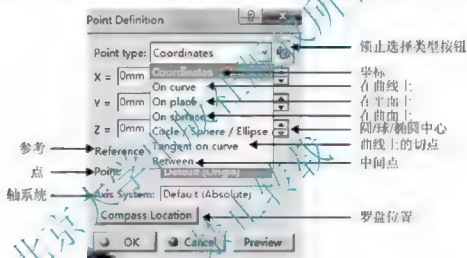 Point Definition ? X
Point type: Coordinates 锁止选择类型按钮
X = 0mm Coordinates 坐标
On curve 在曲线上
Y = 0mm On plane 在平面上
On surface 在曲面上
Z = 0mm Circle / Sphere / Ellipse 圆/球/椭圆中心
参考 Reference Tangent on curve 曲线上的切点
Between 中间点
点 Point: Default (Origin)
轴系统 Axis System: Default (Absolute)
Compass Location 罗盘位置
OK Cancel Preview
北京